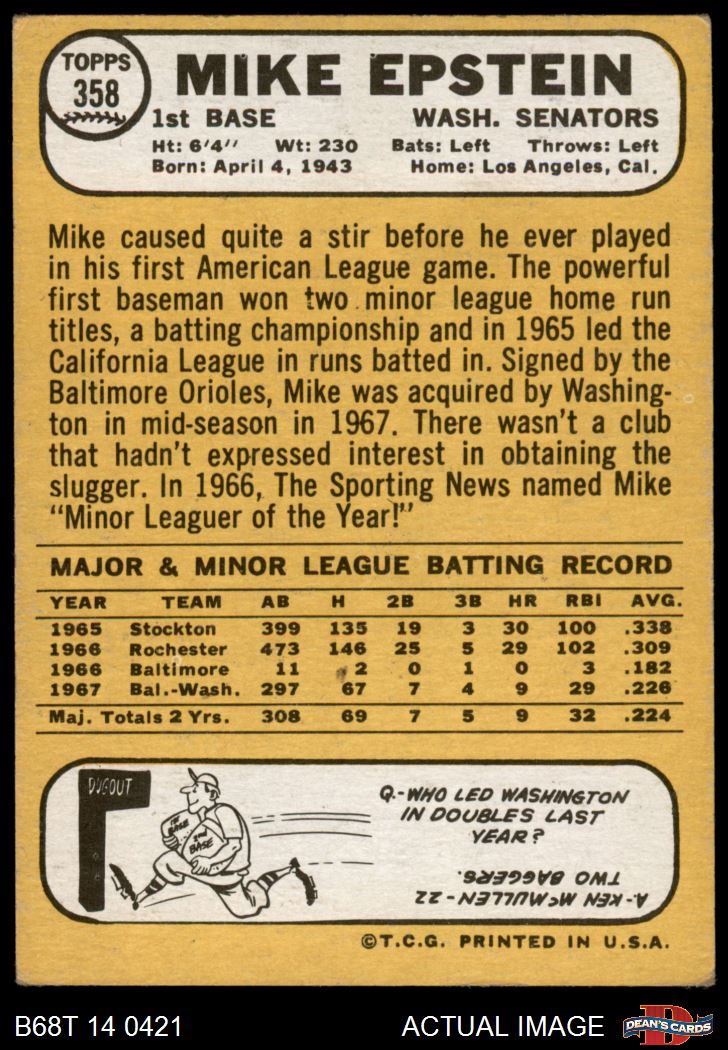 TOPPS
358
MIKE EPSTEIN
1st BASE WASH. SENATORS
Ht: 6'4'' Wt: 230 Bats: Left Throws: Left
Born: April 4, 1943 Home: Los Angeles, Cal.
Mike caused quite a stir before he ever played
in his first American League game. The powerful
first baseman won two minor league home run
titles, a batting championship and in 1965 led the
California League in runs batted in. Signed by the
Baltimore Orioles, Mike was acquired by Washing-
ton in mid-season in 1967. There wasn't a club
that hadn't expressed interest in obtaining the
slugger. In 1966, The Sporting News named Mike
"Minor Leaguer of the Year!"
MAJOR & MINOR LEAGUE BATTING RECORD
YEAR TEAM AB H 2B 3B HR RBI AVG.
1965 Stockton 399 135 19 3 30 100 .338
1966 Rochester 473 146 25 5 29 102 .309
1966 Baltimore 11 2 0 1 0 3 .182
1967 Bal.-Wash. 297 67 7 4 9 29 .226
Maj. Totals 2 Yrs. 308 69 7 5 9 32 .224
DUGOUT
1ST
BASE
2ND
BASE
Q.-WHO LED WASHINGTON
IN DOUBLES LAST
YEAR?
A-KEN McMULLEN-22
TWO BAGGERS.
©T.C.G. PRINTED IN U.S.A.
B68T 14 0421 ACTUAL IMAGE
D
DEAN'S CARDS